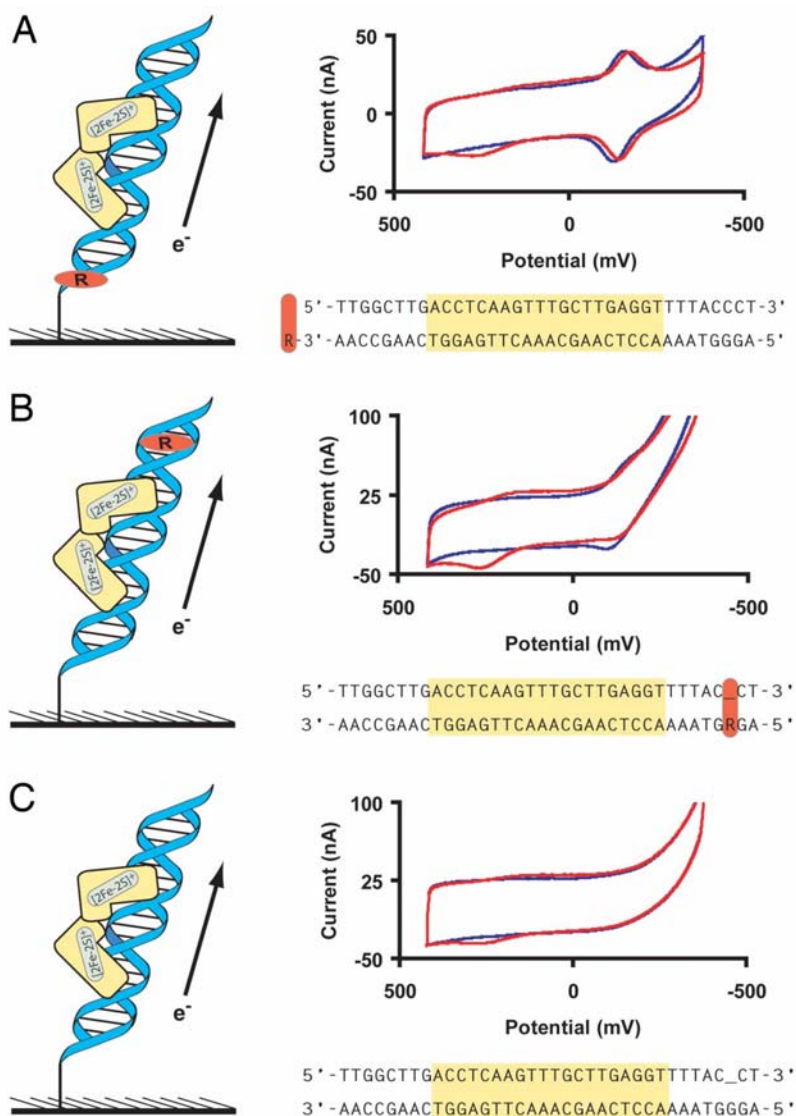 A
[2Fe-2S]+
[2Fe-2S]+
e-
R
50
0
-50
Current (nA)
500
0
-500
Potential (mV)
5'-TTGGCTTGACCTCAAGTTTGCTTGAGGTTTTACCCT-3'
R-3'-AACCGAACTGGAGTTCAAACGAACTCCAAAATGGGA-5'
B
R
[2Fe-2S]+
[2Fe-2S]+
e-
100
25
-50
Current (nA)
500
0
-500
Potential (mV)
5'-TTGGCTTGACCTCAAGTTTGCTTGAGGTTTTAC_CT-3'
3'-AACCGAACTGGAGTTCAAACGAACTCCAAAATGRGA-5'
C
[2Fe-2S]+
[2Fe-2S]+
e-
100
25
-50
Current (nA)
500
0
-500
Potential (mV)
5'-TTGGCTTGACCTCAAGTTTGCTTGAGGTTTTAC_CT-3'
3'-AACCGAACTGGAGTTCAAACGAACTCCAAAATGGGA-5'